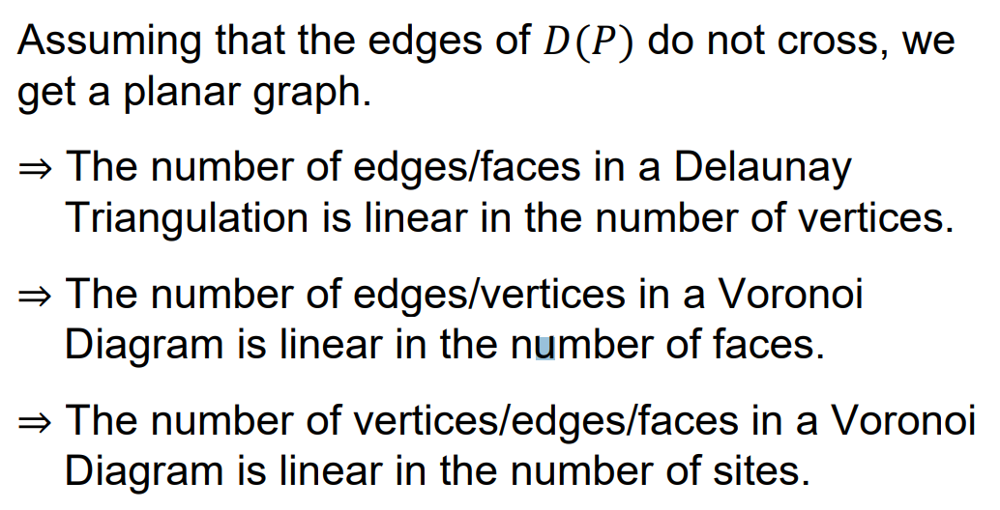 Assuming that the edges of D(P) do not cross, we
get a planar graph.
⇒ The number of edges/faces in a Delaunay
Triangulation is linear in the number of vertices.
⇒ The number of edges/vertices in a Voronoi
Diagram is linear in the number of faces.
⇒ The number of vertices/edges/faces in a Voronoi
Diagram is linear in the number of sites.